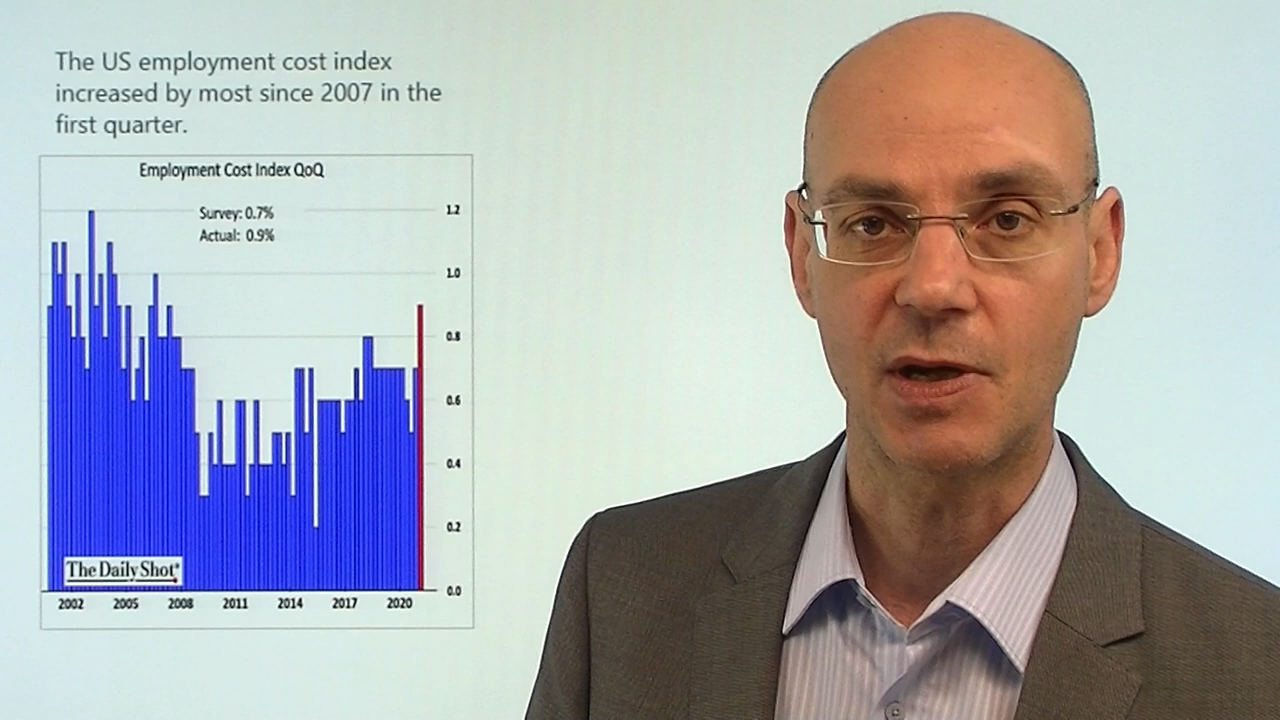 The US employment cost index
increased by most since 2007 in the
first quarter.
Employment Cost Index QoQ
Survey: 0.7%
Actual: 0.9%
1.2
1.0
0.8
0.6
0.4
0.2
0.0
The Daily Shot®
2002 2005 2008 2011 2014 2017 2020